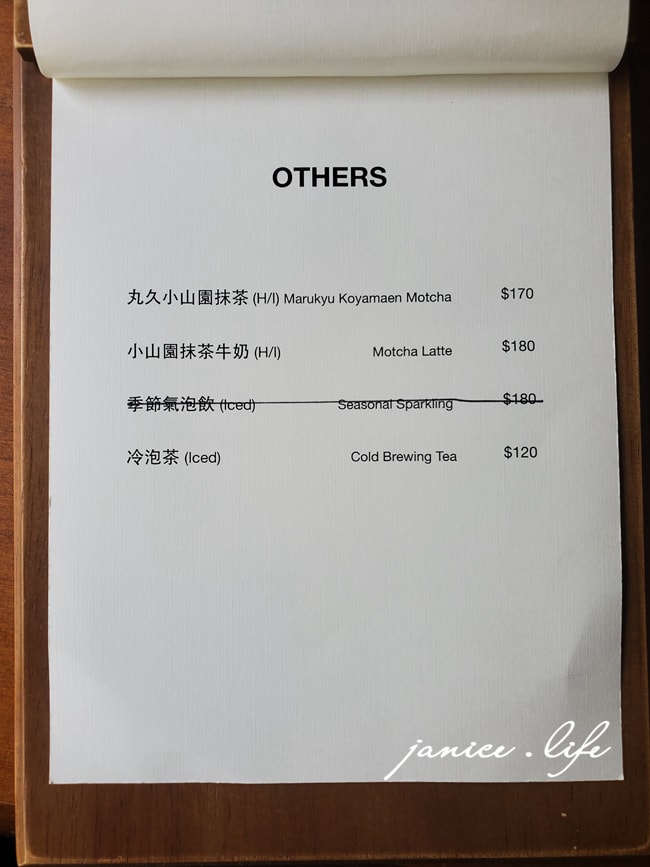 OTHERS
丸久小山園抹茶 (H/I) Marukyu Koyamaen Motcha $170
小山園抹茶牛奶 (H/I) Motcha Latte $180
季節氣泡飲 (Iced) Seasonal Sparkling $180
冷泡茶 (Iced) Cold Brewing Tea $120
janice.life